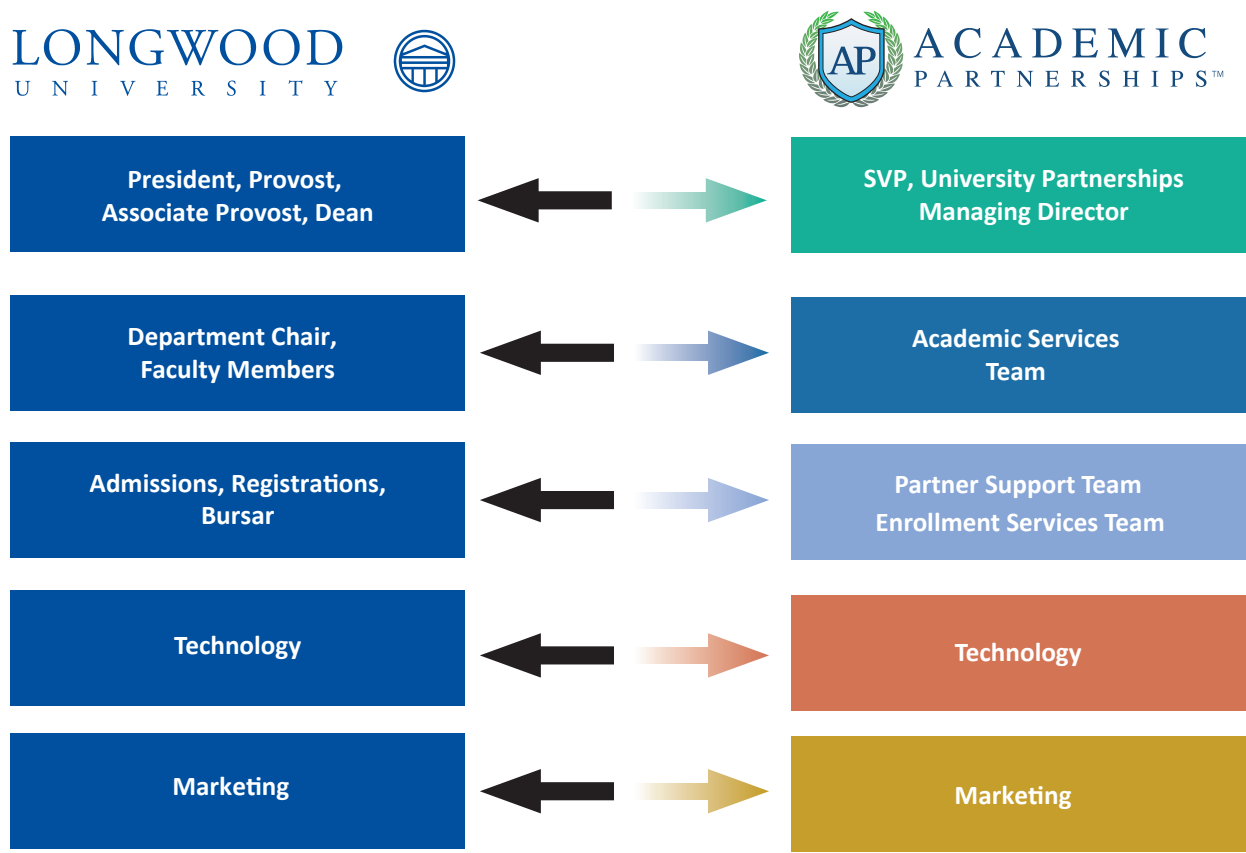 LONGWOOD
UNIVERSITY
AP
ACADEMIC
PARTNERSHIPS™
President, Provost,
Associate Provost, Dean
SVP, University Partnerships
Managing Director
Department Chair,
Faculty Members
Academic Services
Team
Admissions, Registrations,
Bursar
Partner Support Team
Enrollment Services Team
Technology
Technology
Marketing
Marketing